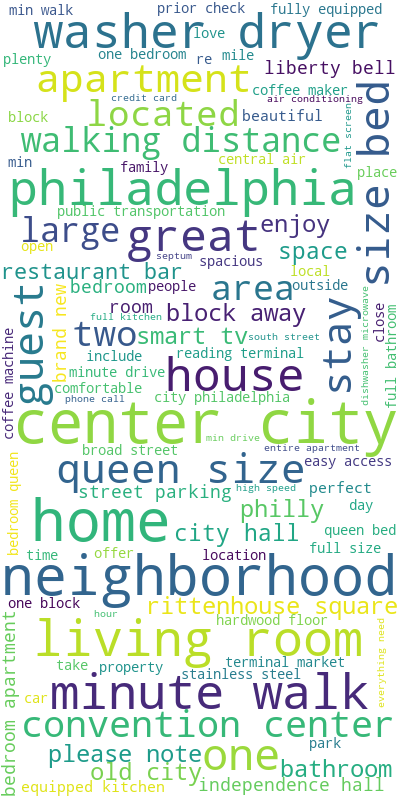 min walk
prior check
fully equipped
washer dryer
love
one bedroom
re
mile
plenty
apartment
liberty bell
coffee maker
credit card
air conditioning
located
block
beautiful
flat screen
size bed
walking distance
min
central air
family
place
philadelphia
public transportation
large
great
enjoy
open
space
spacious
local
septum
restaurant bar
bedroom
people
area
outside
close
guest
brand new
room
block away
stay
dishwasher microwave
full bathroom
full kitchen
two
smart tv
south street
coffee machine
include
reading terminal
minute drive
house
comfortable
city philadelphia
phone call
center city
min drive
broad street
entire apartment
bedroom queen
queen size
easy access
high speed
street parking
perfect
home
philly
day
city hall
queen bed
time
offer
location
full size
neighborhood
one block
rittenhouse square
hour
hardwood floor
living room
everything need
bedroom apartment
take
property
terminal market
stainless steel
car
minute walk
convention center
please note
one
park
old city
bathroom
equipped kitchen
independence hall